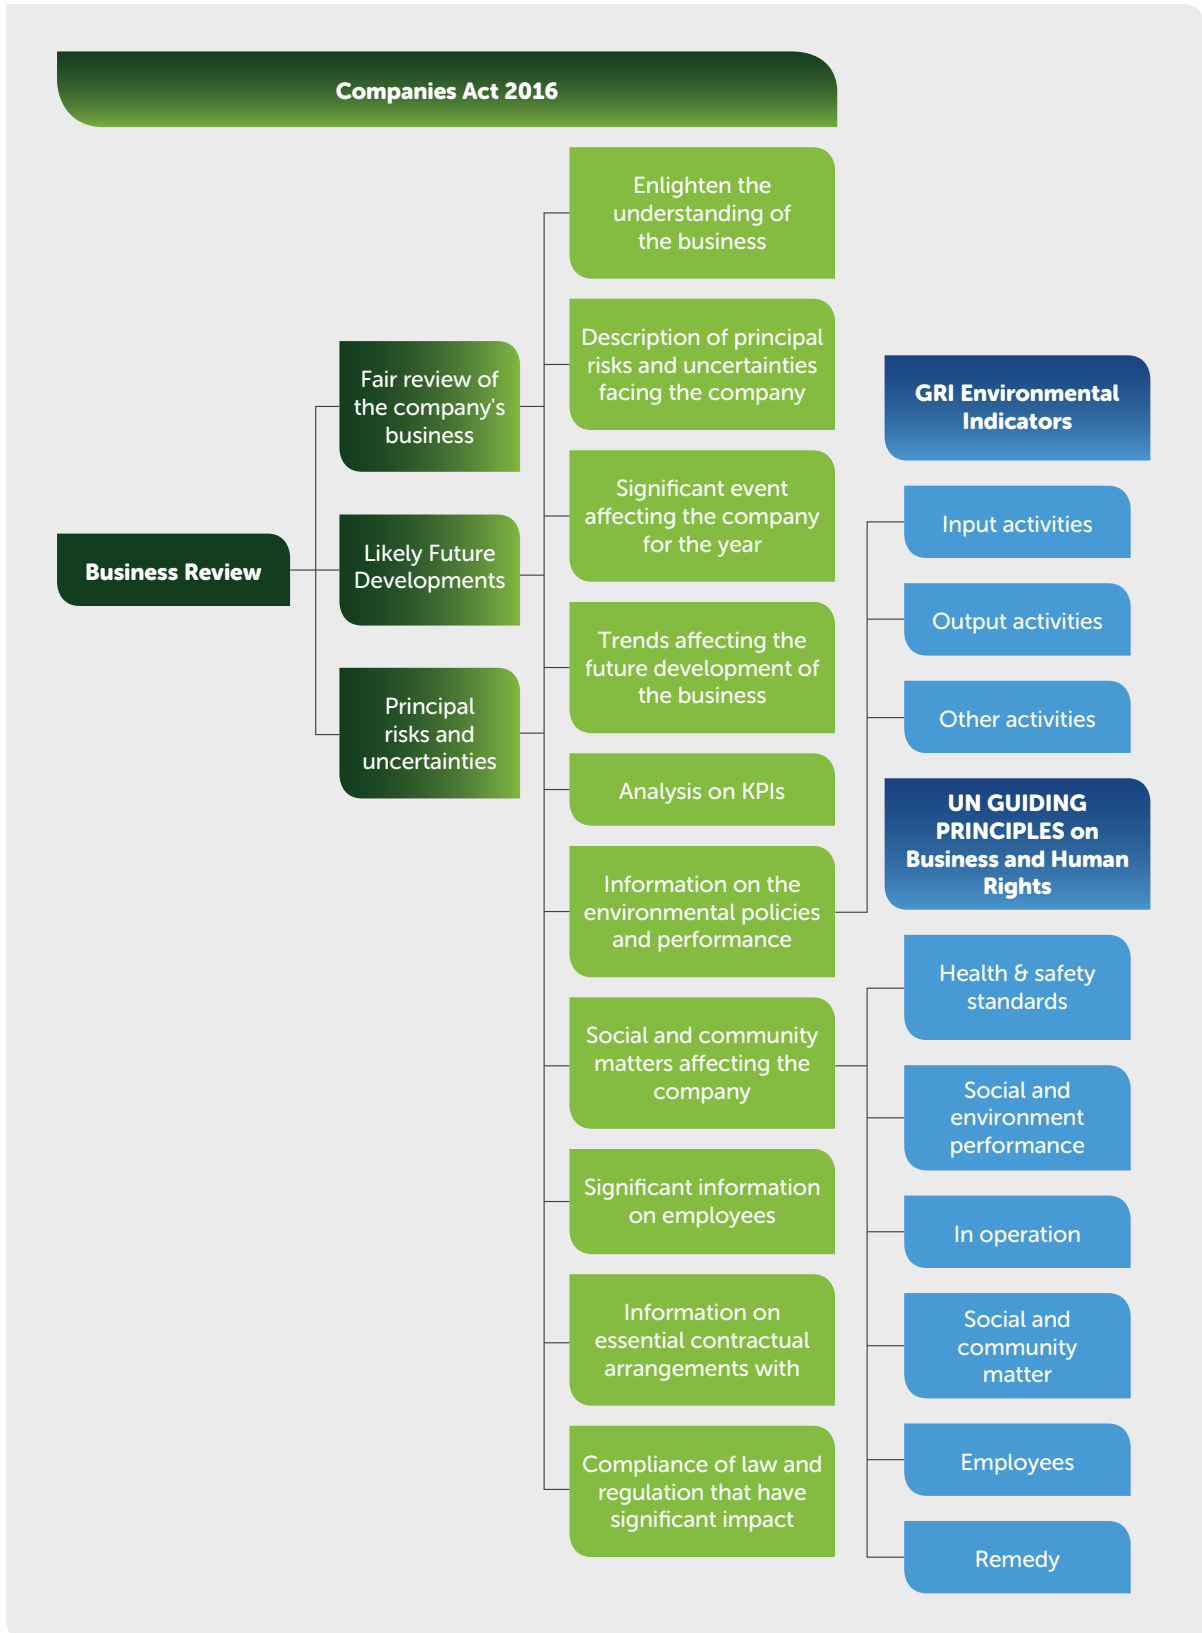 Companies Act 2016
Business Review
Fair review of
the company's
business
Likely Future
Developments
Principal
risks and
uncertainties
Enlighten the
understanding of
the business
Description of principal
risks and uncertainties
facing the company
Significant event
affecting the company
for the year
Trends affecting the
future development of
the business
Analysis on KPIs
Information on the
environmental policies
and performance
Social and community
matters affecting the
company
Significant information
on employees
Information on
essential contractual
arrangements with
Compliance of law and
regulation that have
significant impact
GRI Environmental
Indicators
Input activities
Output activities
Other activities
UN GUIDING
PRINCIPLES on
Business and Human
Rights
Health & safety
standards
Social and
environment
performance
In operation
Social and
community
matter
Employees
Remedy